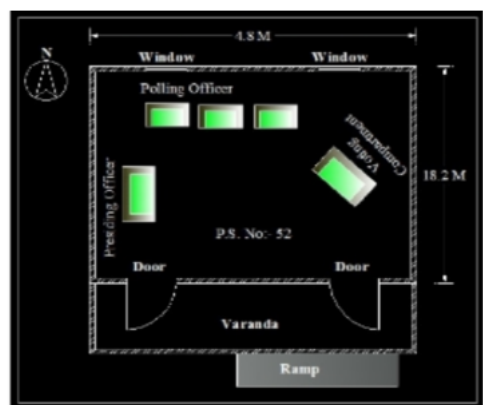 4.8 M
N
Window
Window
Polling Officer
Voting
Compartment
18.2 M
Presiding Officer
P.S. No:- 52
Door
Door
Varanda
Ramp